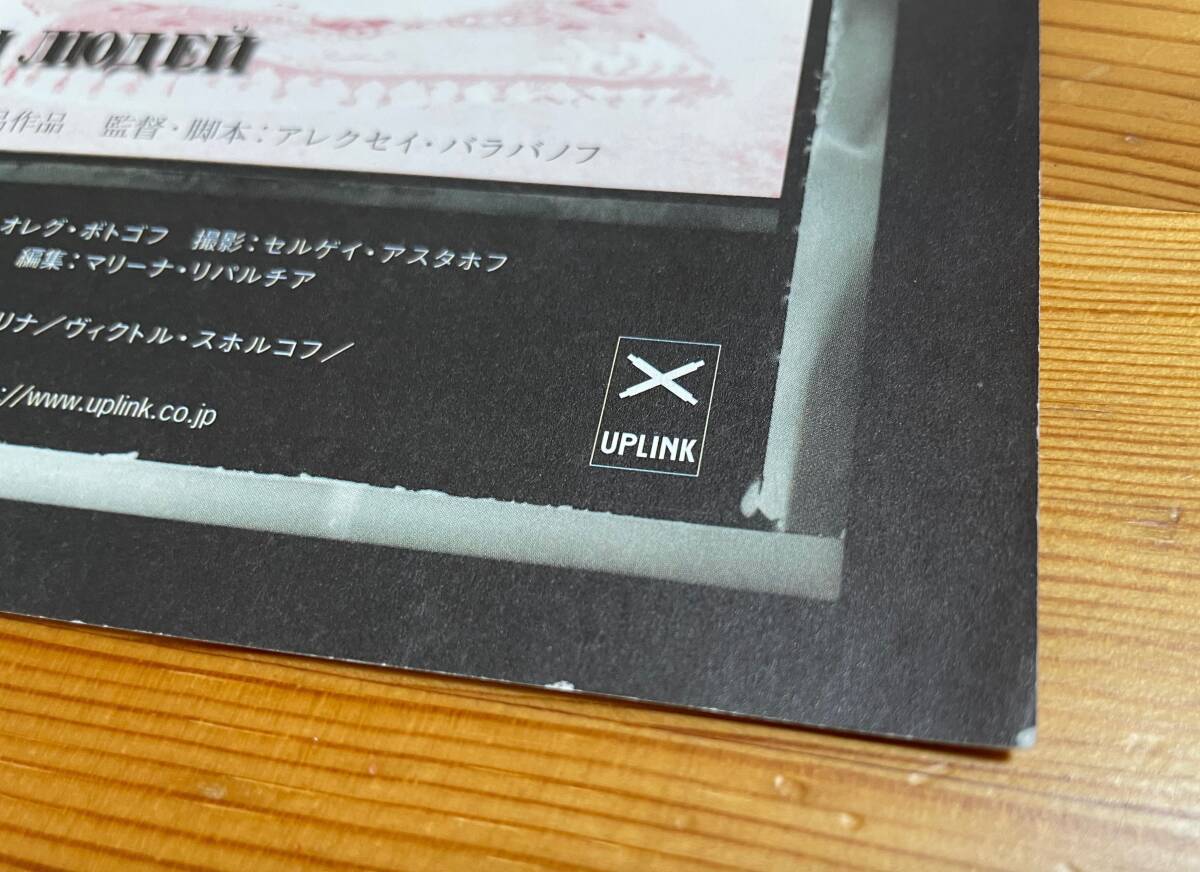 ЛЮДЕЙ
作品 監督・脚本：アレクセイ・バラバノフ
オレグ・ボトゴフ 撮影：セルゲイ・アスタホフ
編集：マリーナ・リパルチア
リナ／ヴィクトル・スホルコフ／
://www.uplink.co.jp
UPLINK